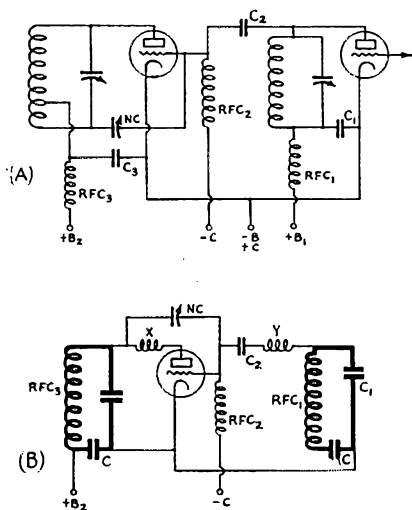 C2
NC
C3
RFC2
C1
RFC1
RFC3
(A)
+B2
-C
-B
+C
+B1
NC
X
Y
C2
RFC3
RFC1
C1
RFC2
C
C
(B)
+B2
-C